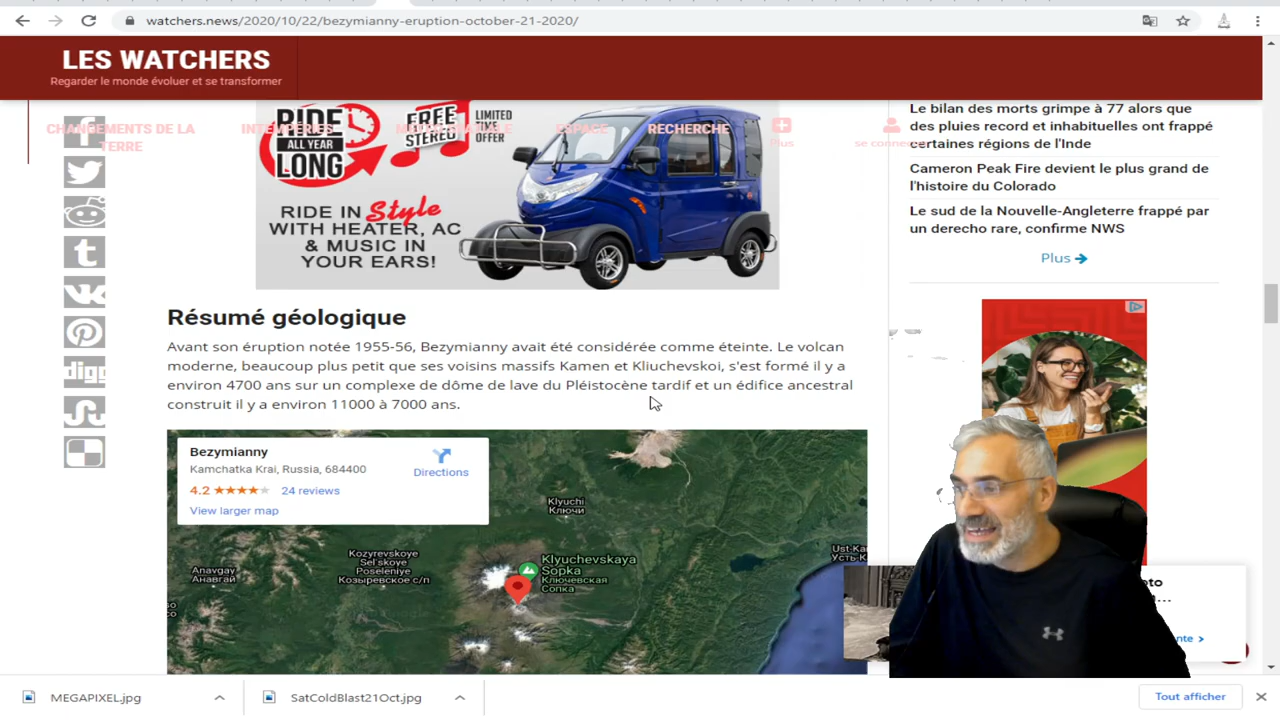 watchers.news/2020/10/22/bezymianny-eruption-october-21-2020/
LES WATCHERS
Regarder le monde évoluer et se transformer
CHANGEMENTS DE LA
TERRE
ESPACE
RECHERCHE
Plus
RIDE
ALL YEAR
LONG
FREE
STEREO
LIMITED
TIME
OFFER
RIDE IN Style
WITH HEATER, AC
& MUSIC IN
YOUR EARS!
digg
Résumé géologique
Avant son éruption notée 1955-56, Bezymianny avait été considérée comme éteinte. Le volcan
moderne, beaucoup plus petit que ses voisins massifs Kamen et Kliuchevskoi, s'est formé il y a
environ 4700 ans sur un complexe de dôme de lave du Pléistocène tardif et un édifice ancestral
construit il y a environ 11000 à 7000 ans.
Bezymianny
Kamchatka Krai, Russia, 684400
4.2
24 reviews
View larger map
Directions
Klyuchi
Ключи
Kozyrevskoye
Sel'skoye
Poseleniye
Козыревское с/п
Anavgay
Анавгай
Klyuchevskaya
Sopka
Ключевская
Сопка
Le bilan des morts grimpe à 77 alors que
des pluies record et inhabituelles ont frappé
certaines régions de l'Inde
Cameron Peak Fire devient le plus grand de
l'histoire du Colorado
Le sud de la Nouvelle-Angleterre frappé par
un derecho rare, confirme NWS
Plus
MEGAPIXEL.jpg
SatColdBlast21Oct.jpg
Tout afficher